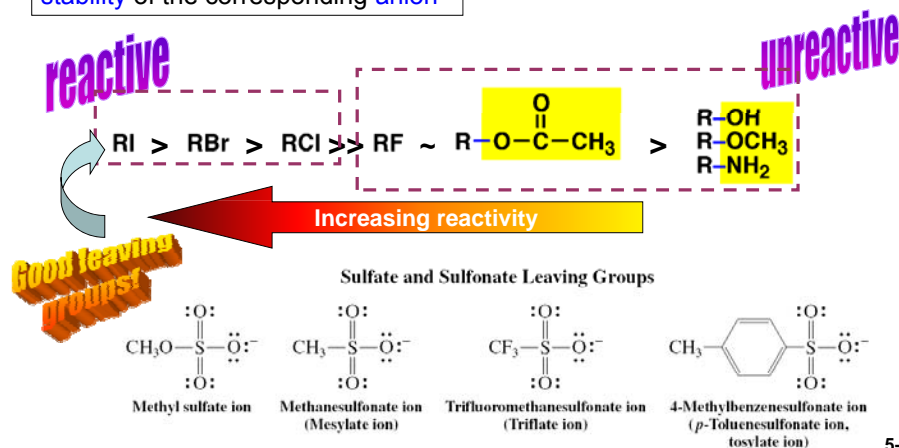 stability of the corresponding anion
reactive
unreactive
RI > RBr > RCl >> RF ~ R-O-C-CH₃ >
O
R-OH
R-OCH₃
R-NH₂
Increasing reactivity
Good leaving
groups!
Sulfate and Sulfonate Leaving Groups
:O: :O: :O: :O:
CH₃O-S-Ö:⁻ CH₃-S-Ö:⁻ CF₃-S-Ö:⁻ CH₃- S-Ö:⁻
:O: :O: :O: :O:
Methyl sulfate ion Methanesulfonate ion Trifluoromethanesulfonate ion 4-Methylbenzenesulfonate ion
(Mesylate ion) (Triflate ion) (p-Toluenesulfonate ion,
tosylate ion)
5-